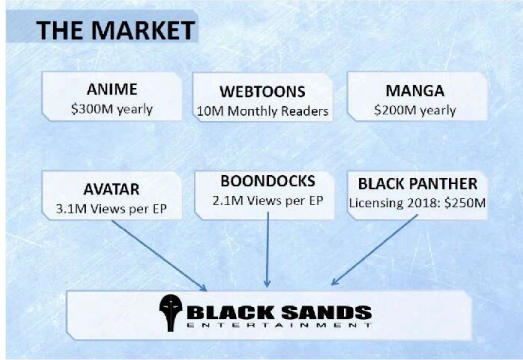 THE MARKET
ANIME
$300M yearly
WEBTOONS
10M Monthly Readers
MANGA
$200M yearly
AVATAR
3.1M Views per EP
BOONDOCKS
2.1M Views per EP
BLACK PANTHER
Licensing 2018: $250M
BLACK SANDS
ENTERTAINMENT